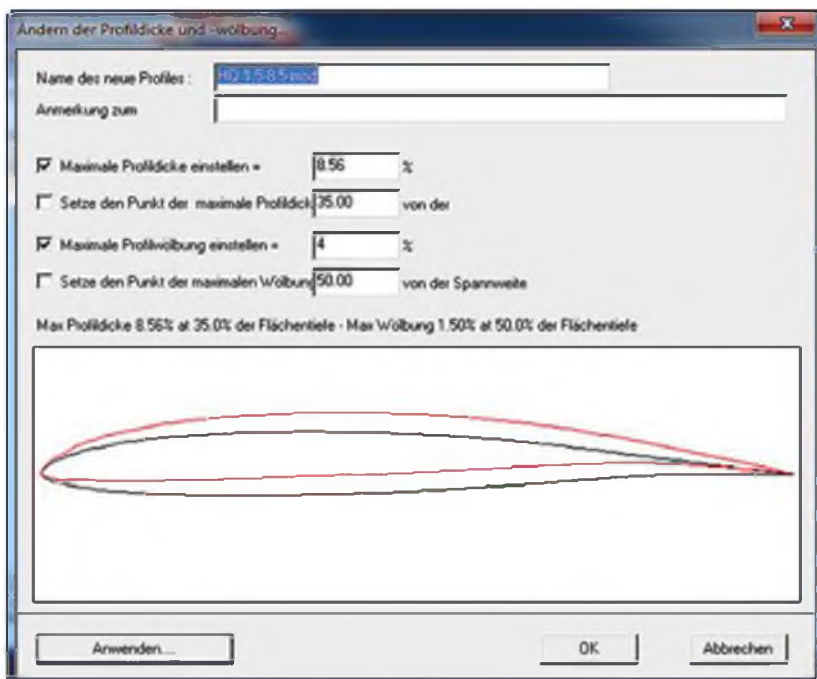 Ändern der Profildicke und -wölbung...
Name des neue Profiles :
HQ 1.5-8.5 mod
Anmerkung zum
Maximale Profildicke einstellen = 8.56 %
Setze den Punkt der maximale Profildick 35.00 von der
Maximale Profilwölbung einstellen = 4 %
Setze den Punkt der maximalen Wölbung 50.00 von der Spannweite
Max Profildicke 8.56% at 35.0% der Flächentiefe - Max Wölbung 1.50% at 50.0% der Flächentiefe
Anwenden... OK Abbrechen